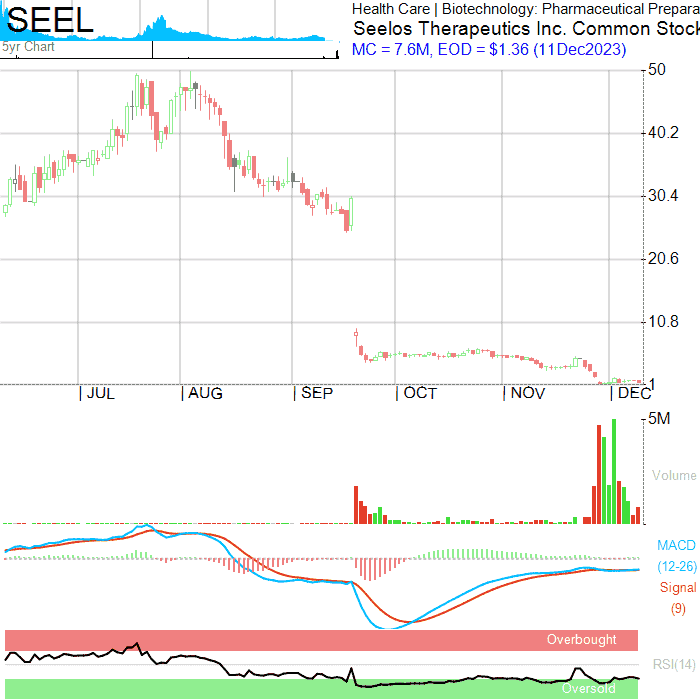 SEEL
5yr Chart
Health Care | Biotechnology: Pharmaceutical Prepara
Seelos Therapeutics Inc. Common Stock
MC = 7.6M, EOD = $1.36 (11Dec2023)
50
40.2
30.4
20.6
10.8
1
JUL
AUG
SEP
OCT
NOV
DEC
5M
Volume
MACD
(12-26)
Signal
(9)
Overbought
RSI(14)
Oversold